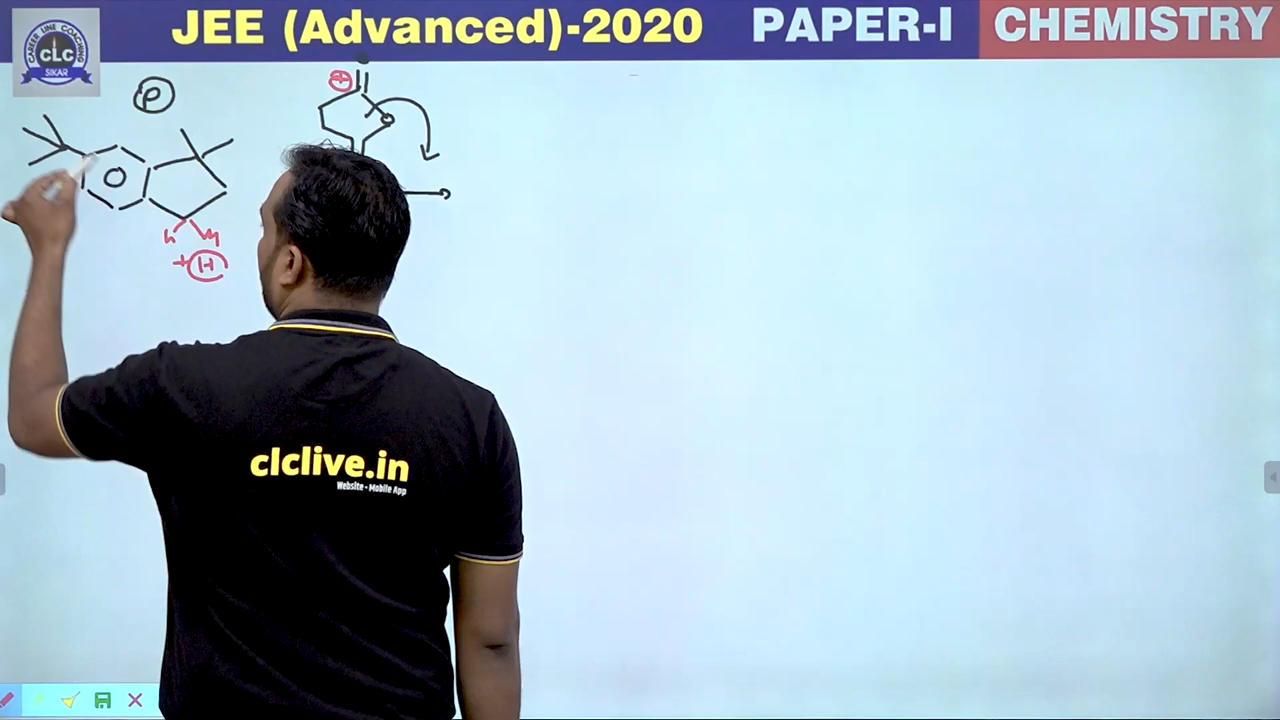 JEE (Advanced)-2020 PAPER-I CHEMISTRY
CAREER LINE COACHING
CLC
SIKAR
P
+
H
+ H
clclive.in
Website - Mobile App